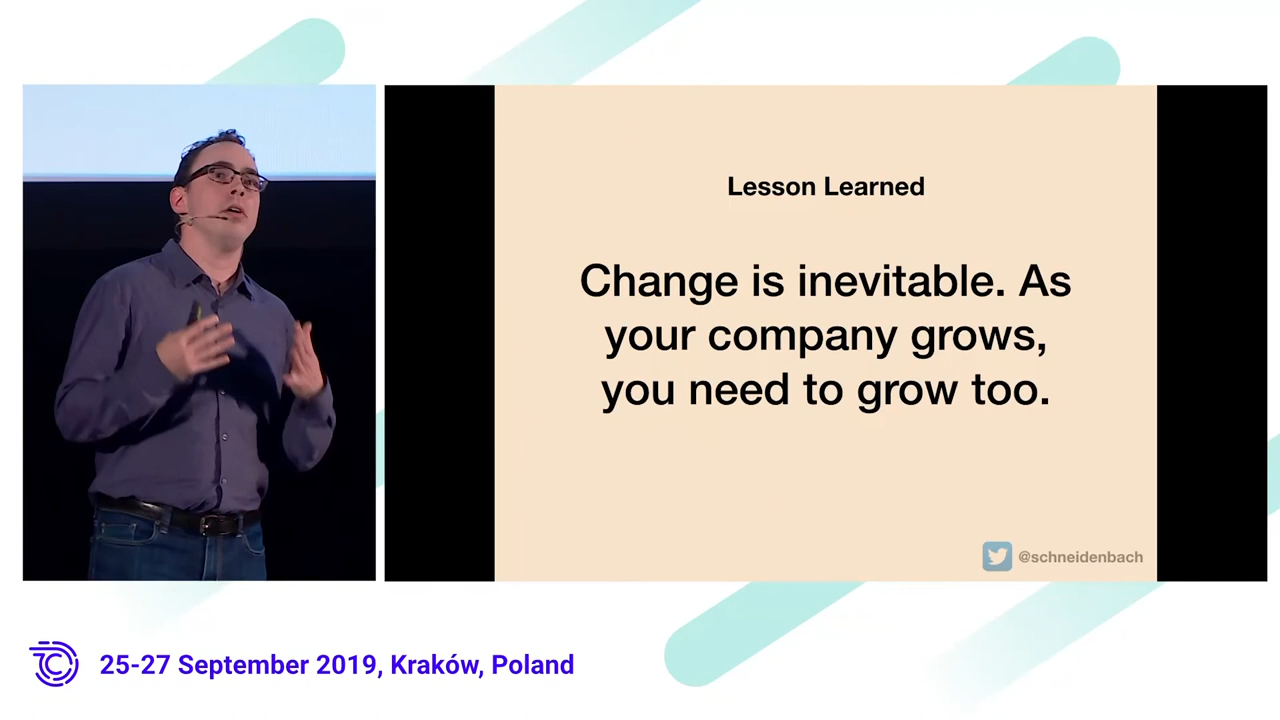 Lesson Learned
Change is inevitable. As
your company grows,
you need to grow too.
@schneidenbach
25-27 September 2019, Kraków, Poland